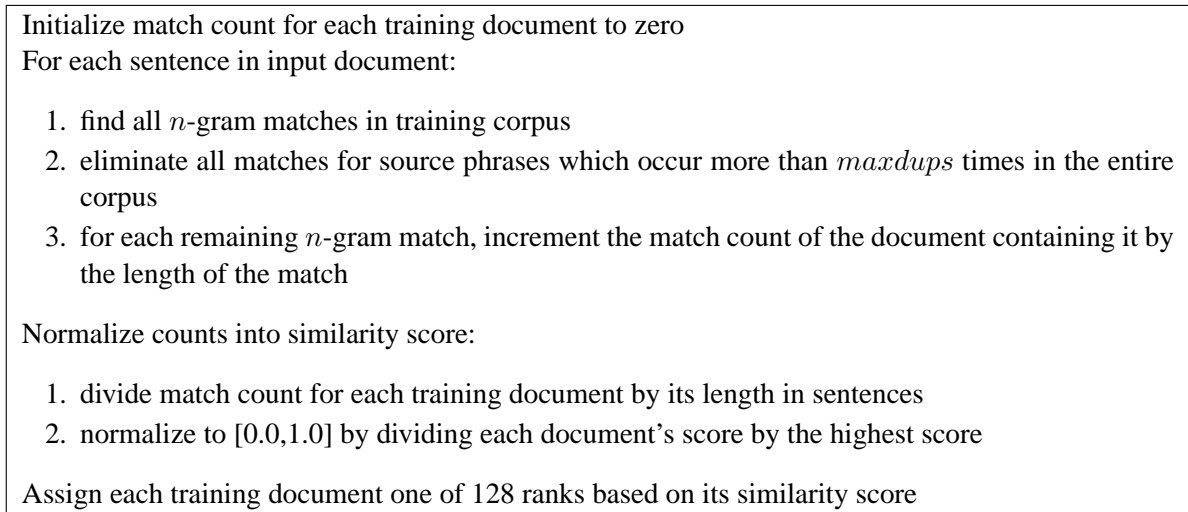 Initialize match count for each training document to zero
For each sentence in input document:
1. find all n-gram matches in training corpus
2. eliminate all matches for source phrases which occur more than maxdups times in the entire
corpus
3. for each remaining n-gram match, increment the match count of the document containing it by
the length of the match
Normalize counts into similarity score:
1. divide match count for each training document by its length in sentences
2. normalize to [0.0,1.0] by dividing each document's score by the highest score
Assign each training document one of 128 ranks based on its similarity score